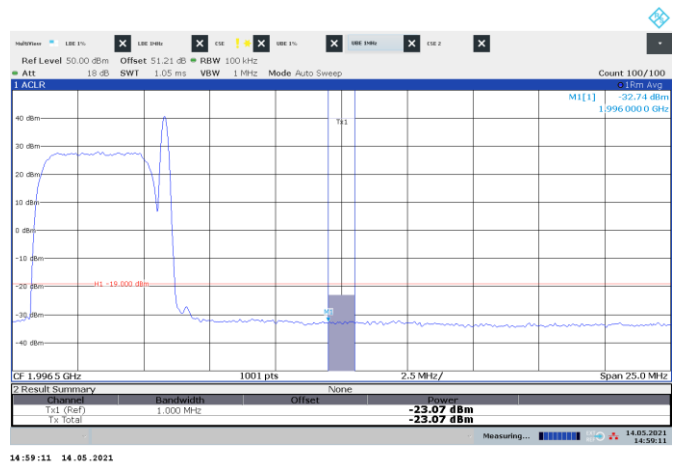 MultiView LBE 1% X LBE 1MHz X CSE X UBE 1% X UBE 1MHz X CSE 2 X
Ref Level 50.00 dBm Offset 51.21 dB RBW 100 kHz
Att 18 dB SWT 1.05 ms VBW 1 MHz Mode Auto Sweep Count 100/100
1 ACLR 1Rm Avg
M1[1] -32.74 dBm
1.996 000 0 GHz
40 dBm
Tx1
30 dBm
20 dBm
10 dBm
0 dBm
-10 dBm
-20 dBm H1 -19.000 dBm
-30 dBm M1
-40 dBm
CF 1.9965 GHz 1001 pts 2.5 MHz/ Span 25.0 MHz
2 Result Summary None
Channel Bandwidth Offset Power
Tx1 (Ref) 1.000 MHz -23.07 dBm
Tx Total -23.07 dBm
Measuring... 14.05.2021
14:59:11
14:59:11 14.05.2021